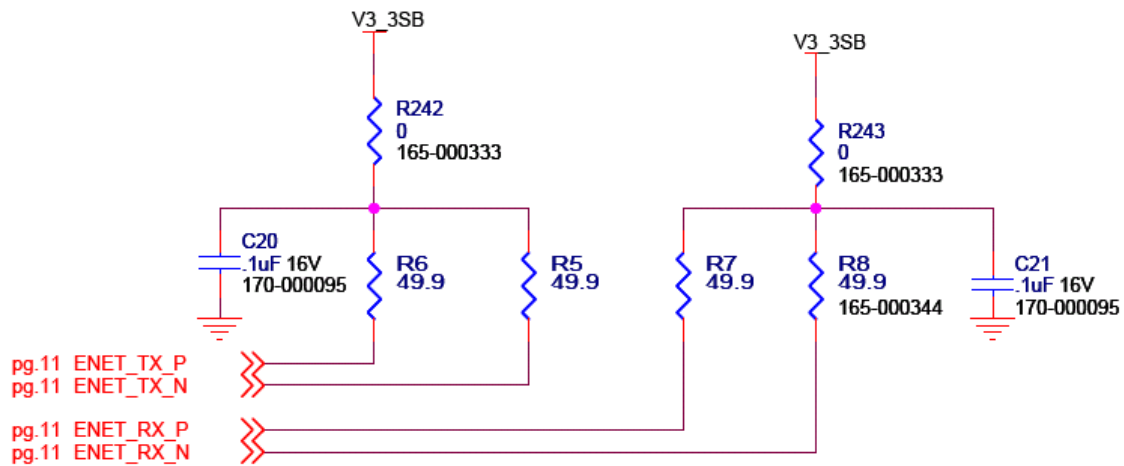 V3_3SB
V3_3SB
R242
0
165-000333
R243
0
165-000333
C20
.1uF 16V
170-000095
R6
49.9
R5
49.9
R7
49.9
R8
49.9
165-000344
C21
.1uF 16V
170-000095
pg.11 ENET_TX_P
pg.11 ENET_TX_N
pg.11 ENET_RX_P
pg.11 ENET_RX_N